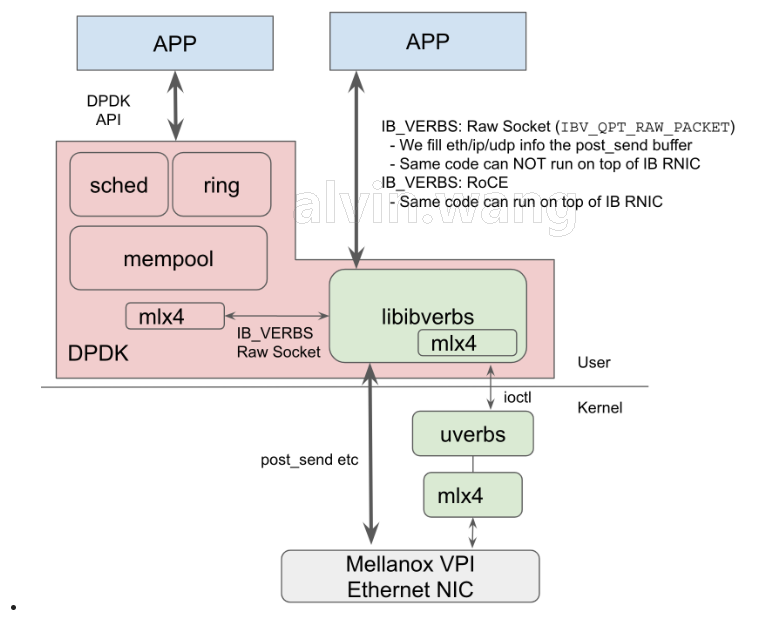 APP
APP
DPDK
API
IB_VERBS: Raw Socket (IBV_QPT_RAW_PACKET)
- We fill eth/ip/udp info the post_send buffer
- Same code can NOT run on top of IB RNIC
IB_VERBS: RoCE
- Same code can run on top of IB RNIC
alvin.wang
sched
ring
mempool
mlx4
IB_VERBS
Raw Socket
DPDK
libibverbs
mlx4
User
Kernel
ioctl
uverbs
post_send etc
mlx4
Mellanox VPI
Ethernet NIC